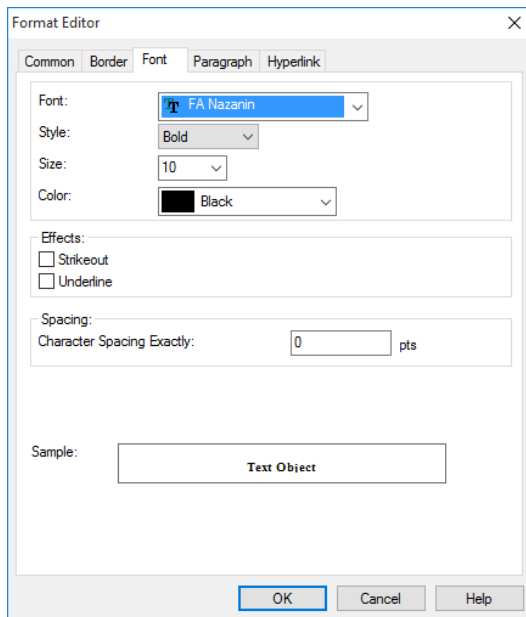 Format Editor
Common Border Font Paragraph Hyperlink
Font: FA Nazanin
Style: Bold
Size: 10
Color: Black
Effects:
Strikeout
Underline
Spacing:
Character Spacing Exactly: 0 pts
Sample: Text Object
OK Cancel Help